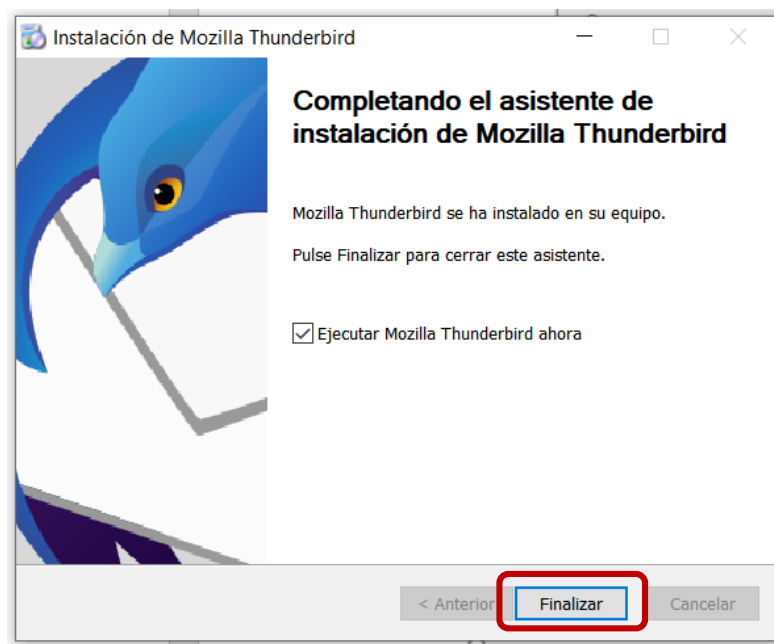 Instalación de Mozilla Thunderbird
Completando el asistente de
instalación de Mozilla Thunderbird
Mozilla Thunderbird se ha instalado en su equipo.
Pulse Finalizar para cerrar este asistente.
Ejecutar Mozilla Thunderbird ahora
< Anterior Finalizar Cancelar